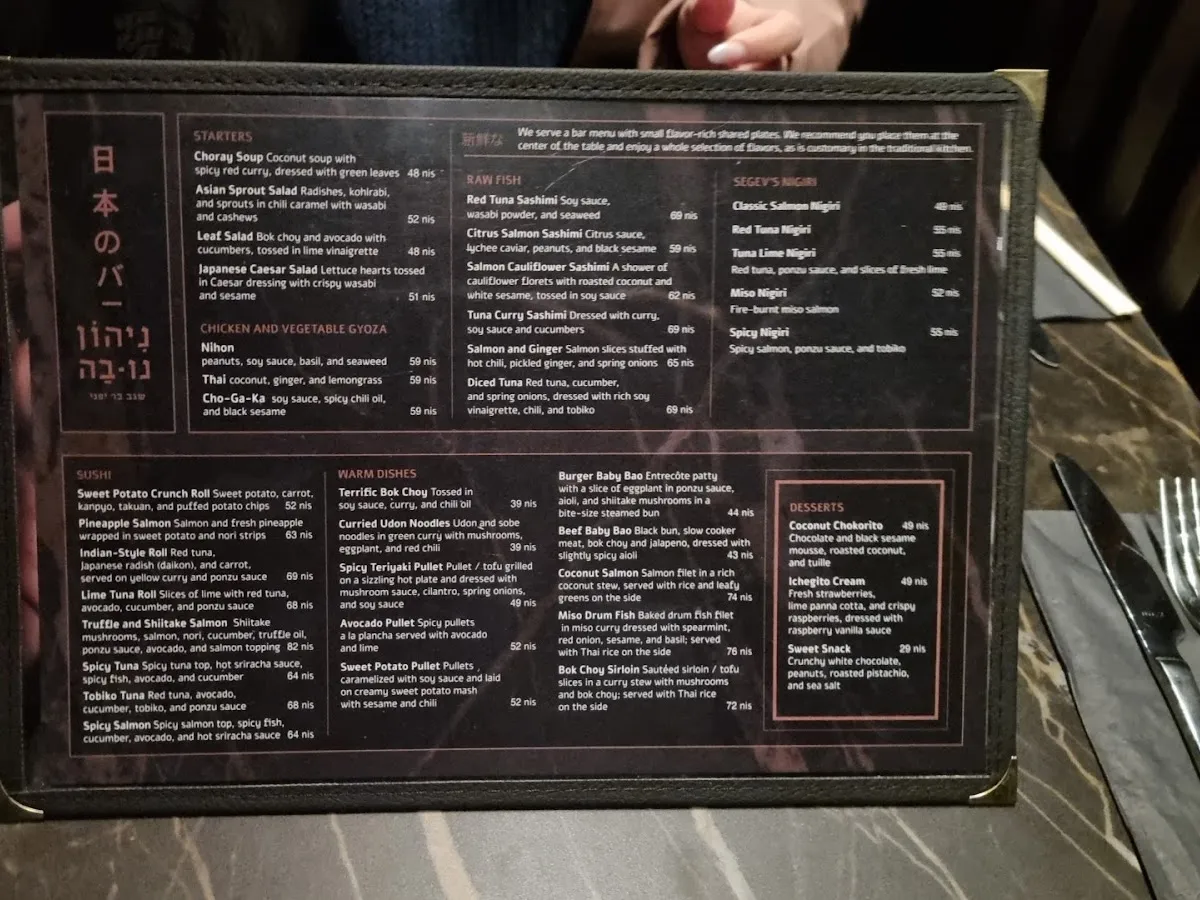 日
本
の
バ
ー
נִיהוֹן
נוֹ-בָּה
שגב בר יפני
STARTERS
Choray Soup Coconut soup with
spicy red curry, dressed with green leaves 48 nis
Asian Sprout Salad Radishes, kohlrabi,
and sprouts in chili caramel with wasabi
and cashews 52 nis
Leaf Salad Bok choy and avocado with
cucumbers, tossed in lime vinaigrette 48 nis
Japanese Caesar Salad Lettuce hearts tossed
in Caesar dressing with crispy wasabi
and sesame 51 nis
CHICKEN AND VEGETABLE GYOZA
Nihon
peanuts, soy sauce, basil, and seaweed 59 nis
Thai coconut, ginger, and lemongrass 59 nis
Cho-Ga-Ka soy sauce, spicy chili oil,
and black sesame 59 nis
新鮮な
We serve a bar menu with small flavor-rich shared plates. We recommend you place them at the
center of the table and enjoy a whole selection of flavors, as is customary in the traditional kitchen.
RAW FISH
Red Tuna Sashimi Soy sauce,
wasabi powder, and seaweed 69 nis
Citrus Salmon Sashimi Citrus sauce,
lychee caviar, peanuts, and black sesame 59 nis
Salmon Cauliflower Sashimi A shower of
cauliflower florets with roasted coconut and
white sesame, tossed in soy sauce 62 nis
Tuna Curry Sashimi Dressed with curry,
soy sauce and cucumbers 69 nis
Salmon and Ginger Salmon slices stuffed with
hot chili, pickled ginger, and spring onions 65 nis
Diced Tuna Red tuna, cucumber,
and spring onions, dressed with rich soy
vinaigrette, chili, and tobiko 69 nis
SEGEV'S NIGIRI
Classic Salmon Nigiri 49 nis
Red Tuna Nigiri 55 nis
Tuna Lime Nigiri 55 nis
Red tuna, ponzu sauce, and slices of fresh lime
Miso Nigiri 52 nis
Fire-burnt miso salmon
Spicy Nigiri 55 nis
Spicy salmon, ponzu sauce, and tobiko
SUSHI
Sweet Potato Crunch Roll Sweet potato, carrot,
kanpyo, takuan, and puffed potato chips 52 nis
Pineapple Salmon Salmon and fresh pineapple
wrapped in sweet potato and nori strips 63 nis
Indian-Style Roll Red tuna,
Japanese radish (daikon), and carrot,
served on yellow curry and ponzu sauce 69 nis
Lime Tuna Roll Slices of lime with red tuna,
avocado, cucumber, and ponzu sauce 68 nis
Truffle and Shiitake Salmon Shiitake
mushrooms, salmon, nori, cucumber, truffle oil,
ponzu sauce, avocado, and salmon topping 82 nis
Spicy Tuna Spicy tuna top, hot sriracha sauce,
spicy fish, avocado, and cucumber 64 nis
Tobiko Tuna Red tuna, avocado,
cucumber, tobiko, and ponzu sauce 68 nis
Spicy Salmon Spicy salmon top, spicy fish,
cucumber, avocado, and hot sriracha sauce 64 nis
WARM DISHES
Terrific Bok Choy Tossed in
soy sauce, curry, and chili oil 39 nis
Curried Udon Noodles Udon and sobe
noodles in green curry with mushrooms,
eggplant, and red chili 39 nis
Spicy Teriyaki Pullet Pullet / tofu grilled
on a sizzling hot plate and dressed with
mushroom sauce, cilantro, spring onions,
and soy sauce 49 nis
Avocado Pullet Spicy pullets
a la plancha served with avocado
and lime 52 nis
Sweet Potato Pullet Pullets
caramelized with soy sauce and laid
on creamy sweet potato mash
with sesame and chili 52 nis
Burger Baby Bao Entrecôte patty
with a slice of eggplant in ponzu sauce,
aioli, and shiitake mushrooms in a
bite-size steamed bun 44 nis
Beef Baby Bao Black bun, slow cooker
meat, bok choy and jalapeno, dressed with
slightly spicy aioli 43 nis
Coconut Salmon Salmon filet in a rich
coconut stew, served with rice and leafy
greens on the side 74 nis
Miso Drum Fish Baked drum fish filet
in miso curry dressed with spearmint,
red onion, sesame, and basil; served
with Thai rice on the side 76 nis
Bok Choy Sirloin Sautéed sirloin / tofu
slices in a curry stew with mushrooms
and bok choy; served with Thai rice
on the side 72 nis
DESSERTS
Coconut Chokorito 49 nis
Chocolate and black sesame
mousse, roasted coconut,
and tuille
Ichegito Cream 49 nis
Fresh strawberries,
lime panna cotta, and crispy
raspberries, dressed with
raspberry vanilla sauce
Sweet Snack 29 nis
Crunchy white chocolate,
peanuts, roasted pistachio,
and sea salt